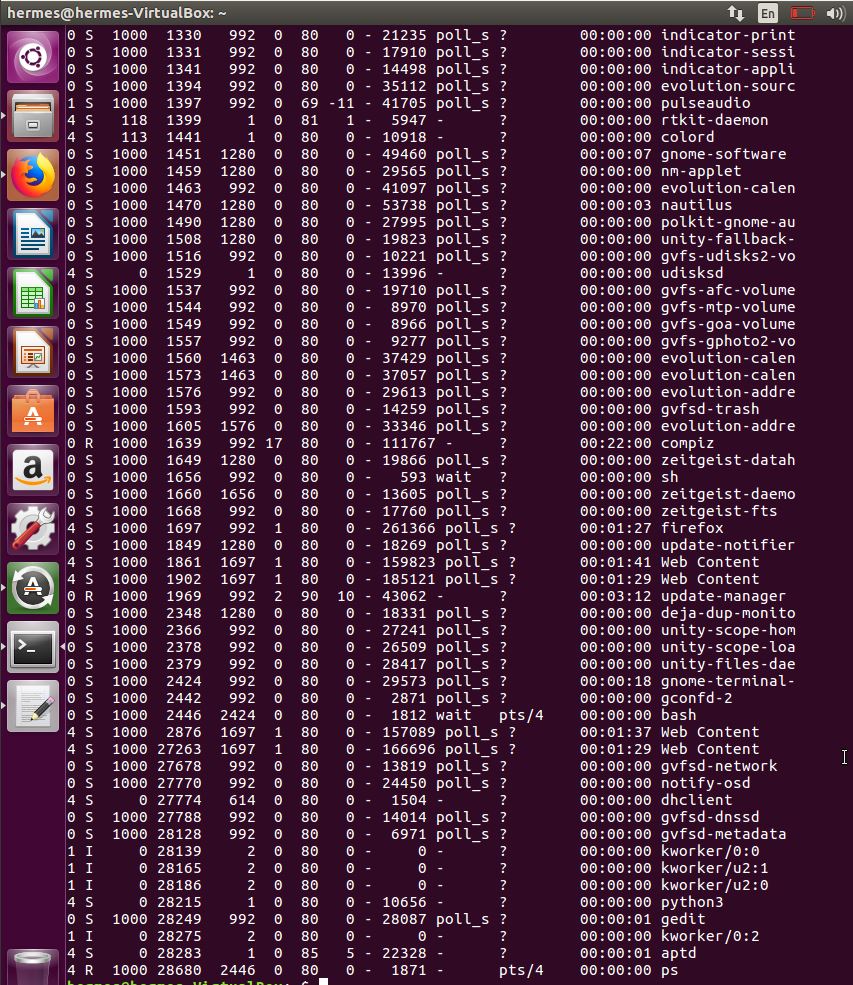 hermes@hermes-VirtualBox: ~ En
0 S  1000  1330   992  0  80   0 - 21235 poll_s ?        00:00:00 indicator-print
0 S  1000  1331   992  0  80   0 - 17910 poll_s ?        00:00:00 indicator-sessi
0 S  1000  1341   992  0  80   0 - 14498 poll_s ?        00:00:00 indicator-appli
0 S  1000  1394   992  0  80   0 - 35112 poll_s ?        00:00:00 evolution-sourc
1 S  1000  1397   992  0  69 -11 - 41705 poll_s ?        00:00:00 pulseaudio
4 S   118  1399     1  0  81   1 -  5947 -      ?        00:00:00 rtkit-daemon
4 S   113  1441     1  0  80   0 - 10918 -      ?        00:00:00 colord
0 S  1000  1451  1280  0  80   0 - 49460 poll_s ?        00:00:07 gnome-software
0 S  1000  1459  1280  0  80   0 - 29565 poll_s ?        00:00:00 nm-applet
0 S  1000  1463   992  0  80   0 - 41097 poll_s ?        00:00:00 evolution-calen
0 S  1000  1470  1280  0  80   0 - 53738 poll_s ?        00:00:03 nautilus
0 S  1000  1490  1280  0  80   0 - 27995 poll_s ?        00:00:00 polkit-gnome-au
0 S  1000  1508  1280  0  80   0 - 19823 poll_s ?        00:00:00 unity-fallback-
0 S  1000  1516   992  0  80   0 - 10221 poll_s ?        00:00:00 gvfs-udisks2-vo
4 S     0  1529     1  0  80   0 - 13996 -      ?        00:00:00 udisksd
0 S  1000  1537   992  0  80   0 - 19710 poll_s ?        00:00:00 gvfs-afc-volume
0 S  1000  1544   992  0  80   0 -  8970 poll_s ?        00:00:00 gvfs-mtp-volume
0 S  1000  1549   992  0  80   0 -  8966 poll_s ?        00:00:00 gvfs-goa-volume
0 S  1000  1557   992  0  80   0 -  9277 poll_s ?        00:00:00 gvfs-gphoto2-vo
0 S  1000  1560  1463  0  80   0 - 37429 poll_s ?        00:00:00 evolution-calen
0 S  1000  1573  1463  0  80   0 - 37057 poll_s ?        00:00:00 evolution-calen
0 S  1000  1576   992  0  80   0 - 29613 poll_s ?        00:00:00 evolution-addre
0 S  1000  1593   992  0  80   0 - 14259 poll_s ?        00:00:00 gvfsd-trash
0 S  1000  1605  1576  0  80   0 - 33346 poll_s ?        00:00:00 evolution-addre
0 R  1000  1639   992 17  80   0 - 111767 -     ?        00:22:00 compiz
0 S  1000  1649  1280  0  80   0 - 19866 poll_s ?        00:00:00 zeitgeist-datah
0 S  1000  1656   992  0  80   0 -   593 wait   ?        00:00:00 sh
0 S  1000  1660  1656  0  80   0 - 13605 poll_s ?        00:00:00 zeitgeist-daemo
0 S  1000  1668   992  0  80   0 - 17760 poll_s ?        00:00:00 zeitgeist-fts
4 S  1000  1697   992  1  80   0 - 261366 poll_s ?       00:01:27 firefox
0 S  1000  1849  1280  0  80   0 - 18269 poll_s ?        00:00:00 update-notifier
4 S  1000  1861  1697  1  80   0 - 159823 poll_s ?       00:01:41 Web Content
4 S  1000  1902  1697  1  80   0 - 185121 poll_s ?       00:01:29 Web Content
0 R  1000  1969   992  2  90  10 - 43062 -      ?        00:03:12 update-manager
0 S  1000  2348  1280  0  80   0 - 18331 poll_s ?        00:00:00 deja-dup-monito
0 S  1000  2366   992  0  80   0 - 27241 poll_s ?        00:00:00 unity-scope-hom
0 S  1000  2378   992  0  80   0 - 26509 poll_s ?        00:00:00 unity-scope-loa
0 S  1000  2379   992  0  80   0 - 28417 poll_s ?        00:00:00 unity-files-dae
0 S  1000  2424   992  0  80   0 - 29573 poll_s ?        00:00:18 gnome-terminal-
0 S  1000  2442   992  0  80   0 -  2871 poll_s ?        00:00:00 gconfd-2
0 S  1000  2446  2424  0  80   0 -  1812 wait   pts/4    00:00:00 bash
4 S  1000  2876  1697  1  80   0 - 157089 poll_s ?       00:01:37 Web Content
4 S  1000 27263  1697  1  80   0 - 166696 poll_s ?       00:01:29 Web Content
0 S  1000 27678   992  0  80   0 - 13819 poll_s ?        00:00:00 gvfsd-network
0 S  1000 27770   992  0  80   0 - 24450 poll_s ?        00:00:00 notify-osd
4 S     0 27774   614  0  80   0 -  1504 -      ?        00:00:00 dhclient
0 S  1000 27788   992  0  80   0 - 14014 poll_s ?        00:00:00 gvfsd-dnssd
0 S  1000 28128   992  0  80   0 -  6971 poll_s ?        00:00:00 gvfsd-metadata
1 I     0 28139     2  0  80   0 -     0 -      ?        00:00:00 kworker/0:0
1 I     0 28165     2  0  80   0 -     0 -      ?        00:00:00 kworker/u2:1
1 I     0 28186     2  0  80   0 -     0 -      ?        00:00:00 kworker/u2:0
4 S     0 28215     1  0  80   0 - 10656 -      ?        00:00:00 python3
0 S  1000 28249   992  0  80   0 - 28087 poll_s ?        00:00:01 gedit
1 I     0 28275     2  0  80   0 -     0 -      ?        00:00:00 kworker/0:2
4 S     0 28283     1  0  85   5 - 22328 -      ?        00:00:01 aptd
4 R  1000 28680  2446  0  80   0 -  1871 -      pts/4    00:00:00 ps
hermes@hermes-VirtualBox:~$